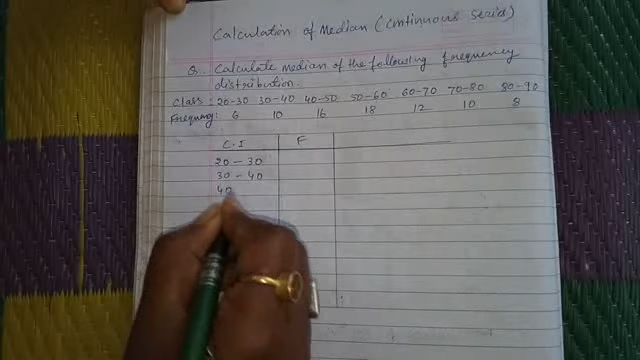 Calculation of Median (Continuous Serid)
Q. Calculate median of the following frequency
distribution.
Class : 20-30 30-40 40-50 50-60 60-70 70-80 80-90
Frequency: 6 10 16 18 12 10 8
C.I F
20 - 30
30 - 40
40